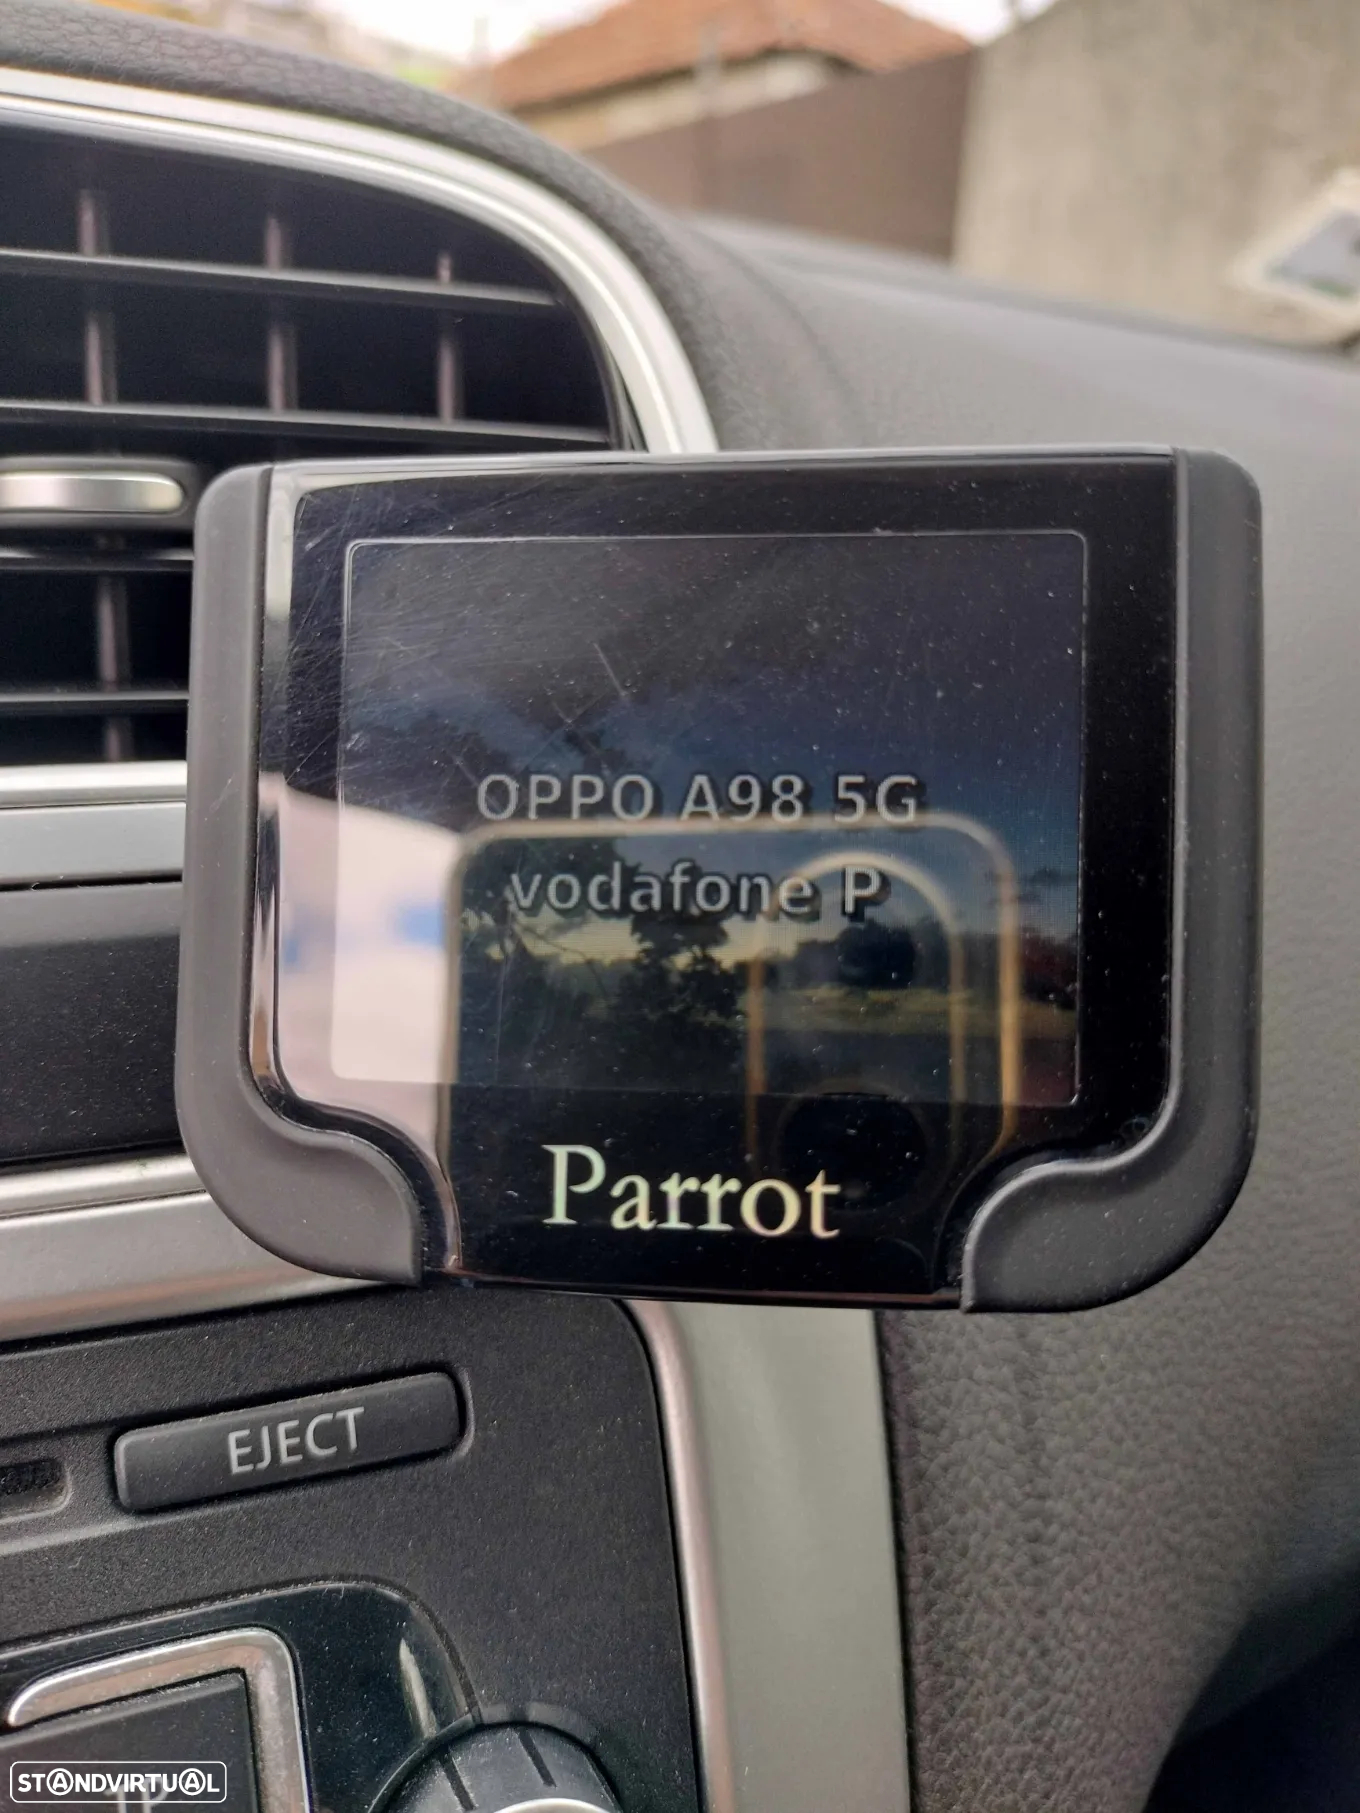 OPPO A98 5G
vodafone P
Parrot
EJECT
STANDVIRTUAL